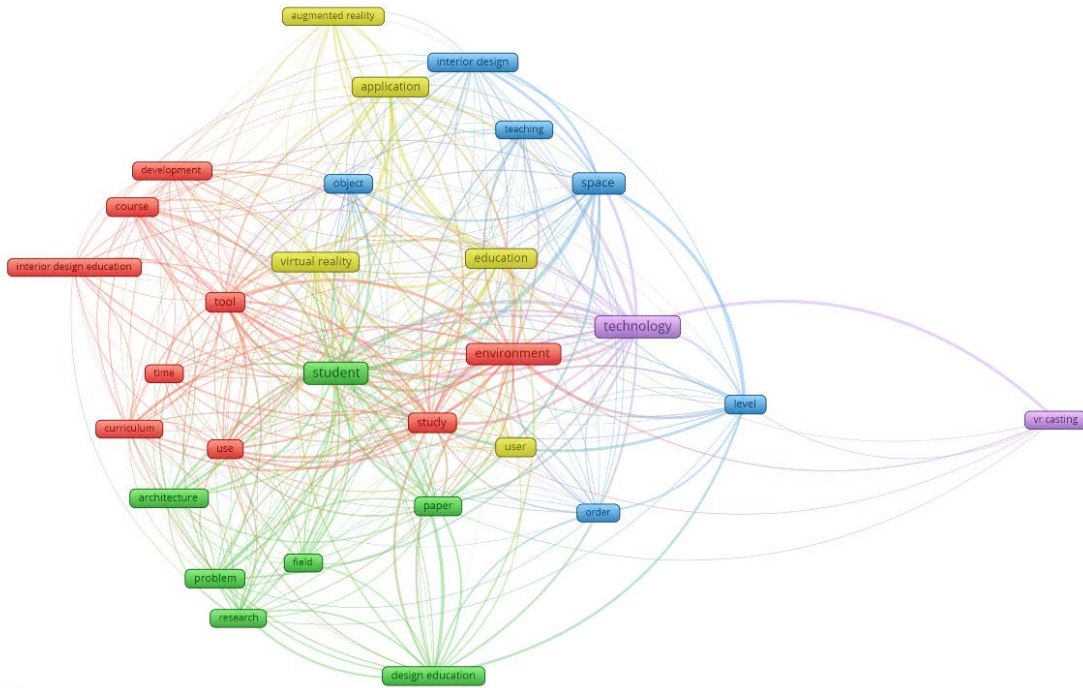 augmented reality
interior design
application
teaching
development
object
space
course
virtual reality
education
interior design education
tool
technology
environment
student
time
level
vr casting
study
curriculum
use
user
architecture
paper
order
field
problem
research
design education